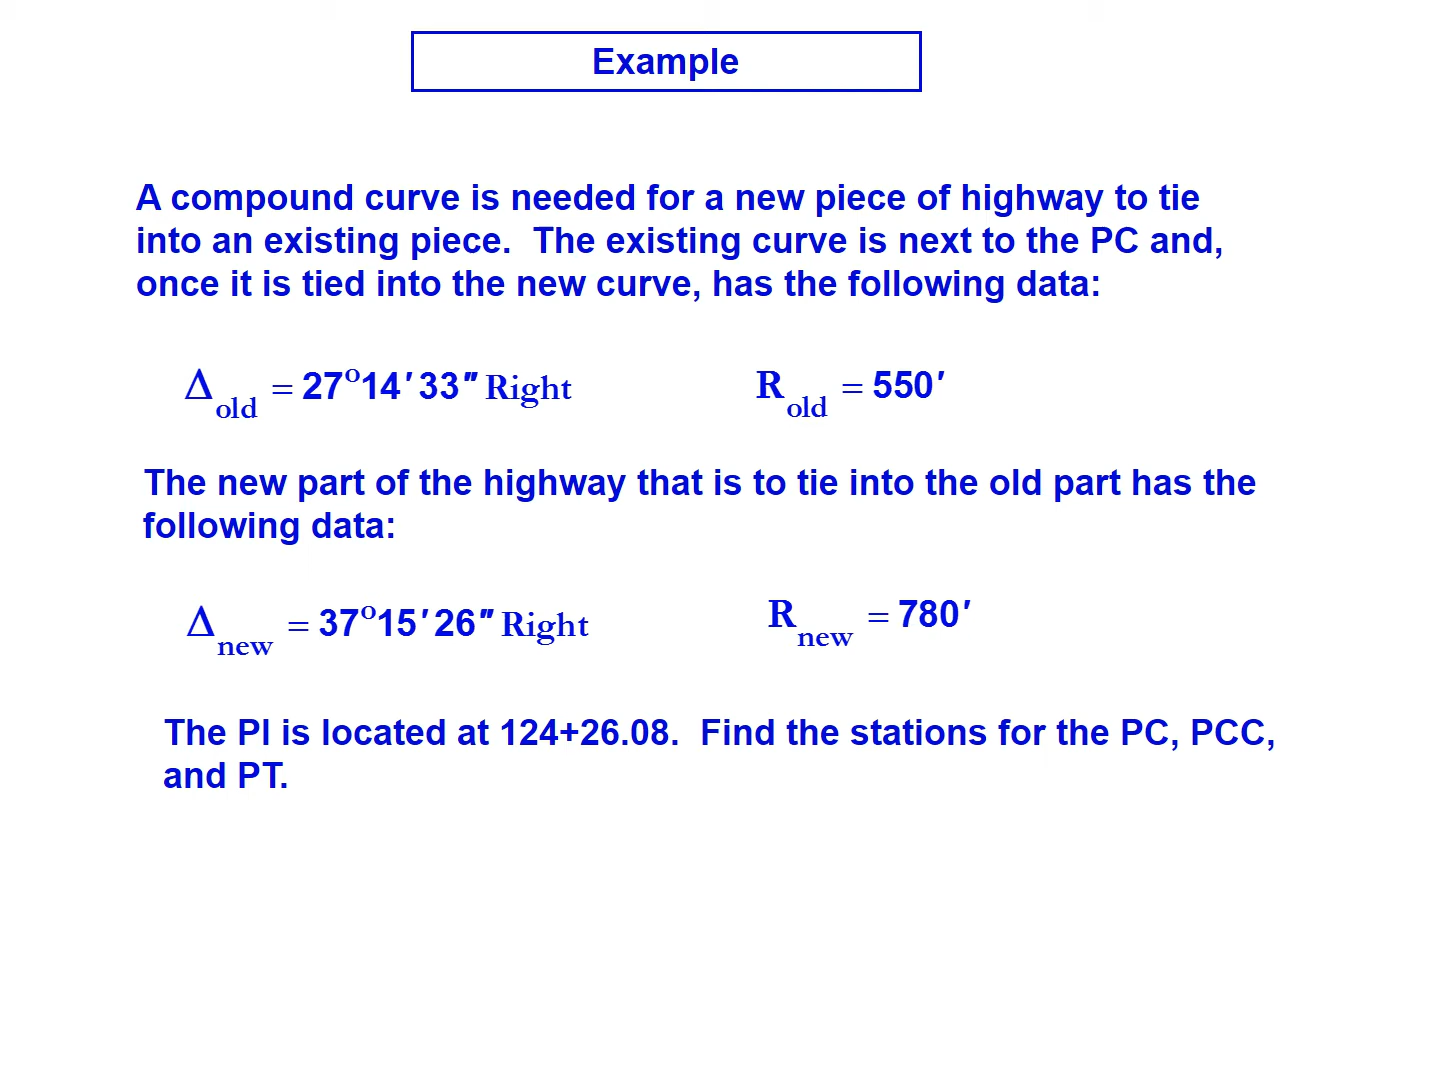 Example
A compound curve is needed for a new piece of highway to tie
into an existing piece.  The existing curve is next to the PC and,
once it is tied into the new curve, has the following data:
Δold = 27°14′33″ Right Rold = 550′
The new part of the highway that is to tie into the old part has the
following data:
Δnew = 37°15′26″ Right Rnew = 780′
The PI is located at 124+26.08.  Find the stations for the PC, PCC,
and PT.